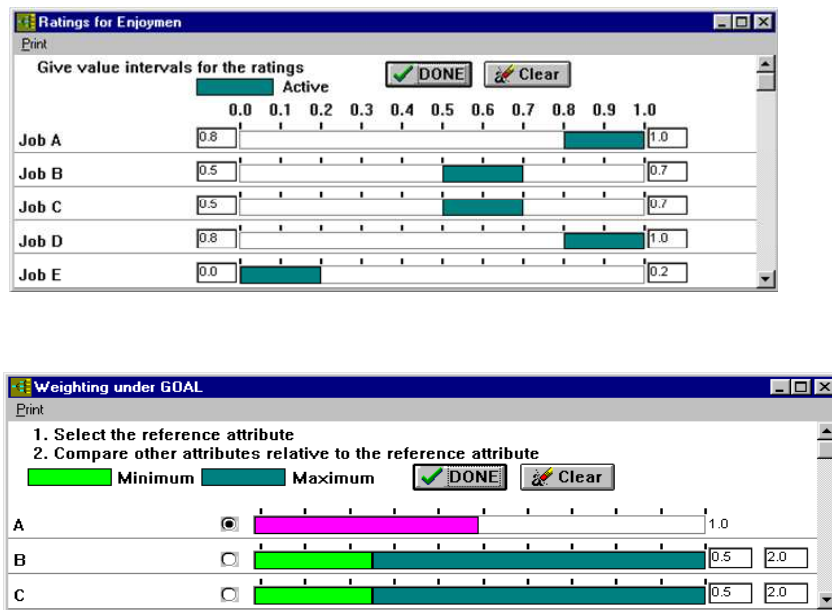 Ratings for Enjoymen
Print
Give value intervals for the ratings
DONE
Clear
Active
0.0 0.1 0.2 0.3 0.4 0.5 0.6 0.7 0.8 0.9 1.0
Job A 0.8 1.0
Job B 0.5 0.7
Job C 0.5 0.7
Job D 0.8 1.0
Job E 0.0 0.2
Weighting under GOAL
Print
1. Select the reference attribute
2. Compare other attributes relative to the reference attribute
Minimum Maximum DONE Clear
A 1.0
B 0.5 2.0
C 0.5 2.0